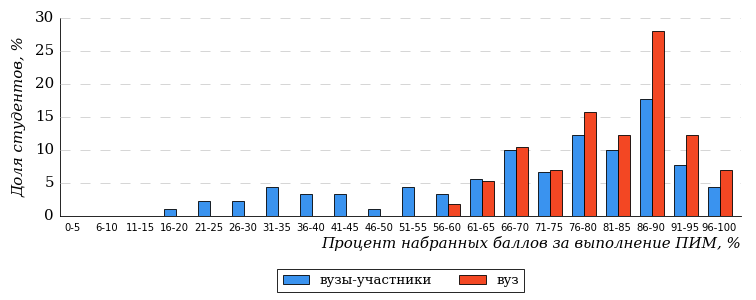 Доля студентов, %
30
25
20
15
10
5
0
0-5 6-10 11-15 16-20 21-25 26-30 31-35 36-40 41-45 46-50 51-55 56-60 61-65 66-70 71-75 76-80 81-85 86-90 91-95 96-100
Процент набранных баллов за выполнение ПИМ, %
вузы-участники вуз